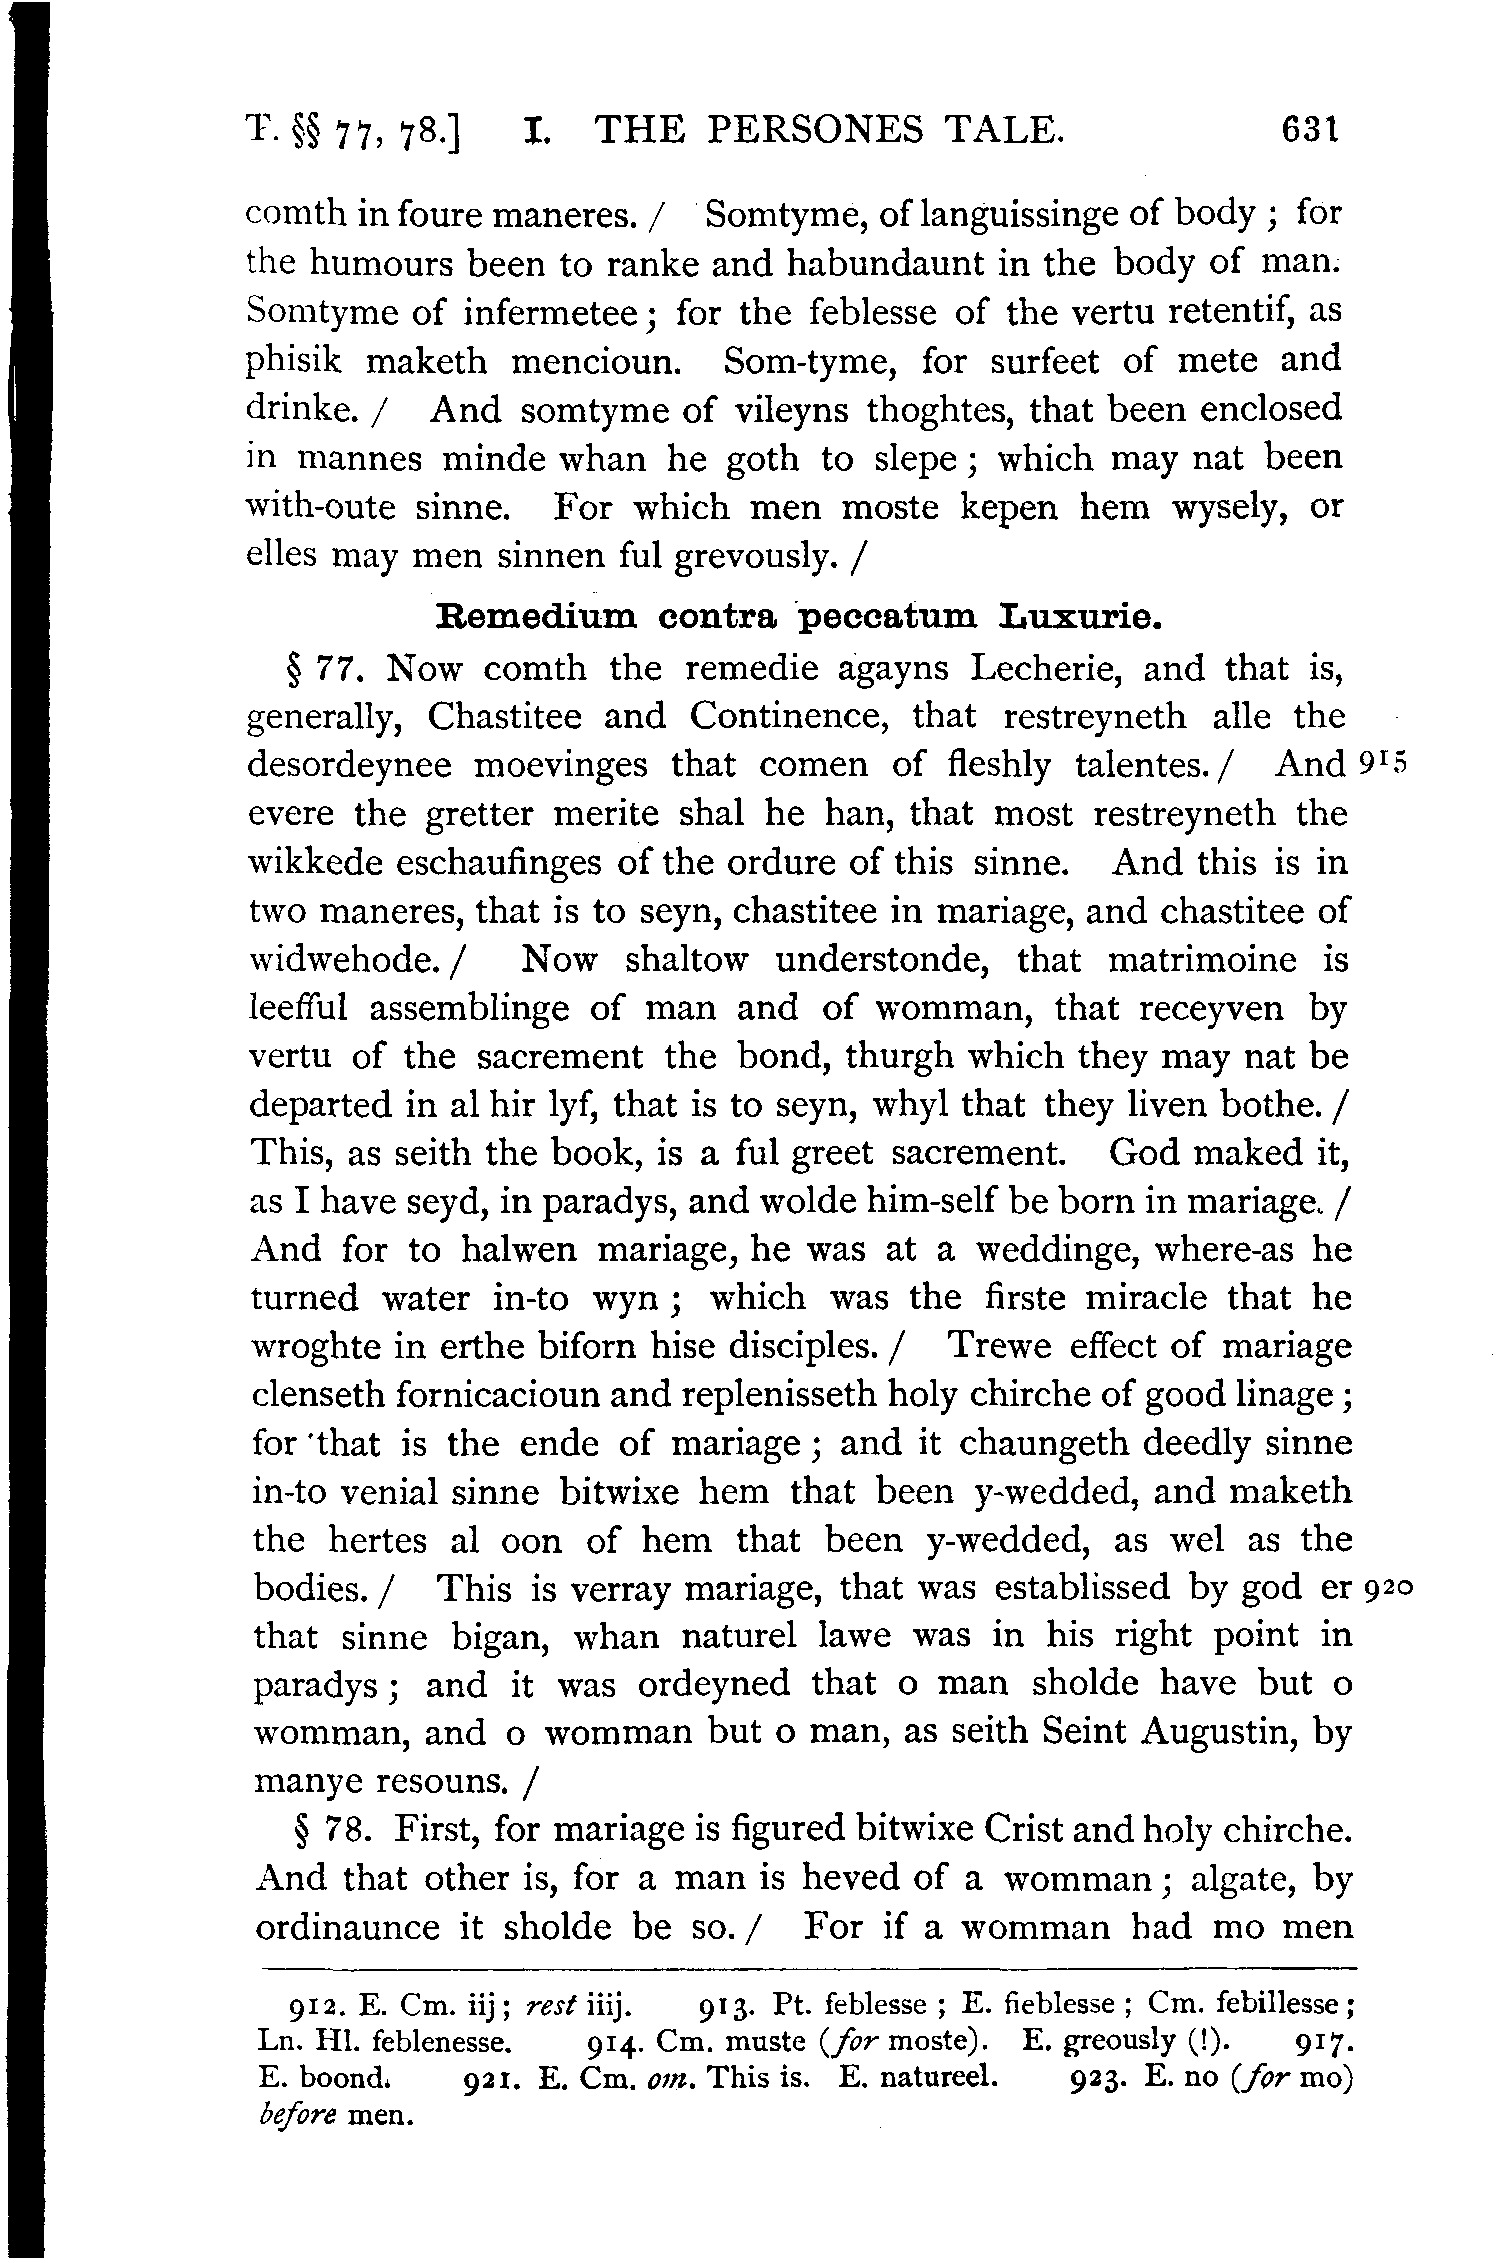 T. §§ 77, 78.] I. THE PERSONES TALE. 631
comth in foure maneres. / Somtyme, of languissinge of body ; for
the humours been to ranke and habundaunt in the body of man.
Somtyme of infermetee ; for the feblesse of the vertu retentif, as
phisik maketh mencioun. Som-tyme, for surfeet of mete and
drinke. / And somtyme of vileyns thoghtes, that been enclosed
in mannes minde whan he goth to slepe ; which may nat been
with-oute sinne. For which men moste kepen hem wysely, or
elles may men sinnen ful grevously. /
Remedium contra peccatum Luxurie.
§ 77. Now comth the remedie agayns Lecherie, and that is,
generally, Chastitee and Continence, that restreyneth alle the
desordeynee moevinges that comen of fleshly talentes. / And 915
evere the gretter merite shal he han, that most restreyneth the
wikkede eschaufinges of the ordure of this sinne. And this is in
two maneres, that is to seyn, chastitee in mariage, and chastitee of
widwehode. / Now shaltow understonde, that matrimoine is
leefful assemblinge of man and of womman, that receyven by
vertu of the sacrement the bond, thurgh which they may nat be
departed in al hir lyf, that is to seyn, whyl that they liven bothe. /
This, as seith the book, is a ful greet sacrement. God maked it,
as I have seyd, in paradys, and wolde him-self be born in mariage. /
And for to halwen mariage, he was at a weddinge, where-as he
turned water in-to wyn ; which was the firste miracle that he
wroghte in erthe biforn hise disciples. / Trewe effect of mariage
clenseth fornicacioun and replenisseth holy chirche of good linage ;
for that is the ende of mariage ; and it chaungeth deedly sinne
in-to venial sinne bitwixe hem that been y-wedded, and maketh
the hertes al oon of hem that been y-wedded, as wel as the
bodies. / This is verray mariage, that was establissed by god er 920
that sinne bigan, whan naturel lawe was in his right point in
paradys ; and it was ordeyned that o man sholde have but o
womman, and o womman but o man, as seith Seint Augustin, by
manye resouns. /
§ 78. First, for mariage is figured bitwixe Crist and holy chirche.
And that other is, for a man is heved of a womman ; algate, by
ordinaunce it sholde be so. / For if a womman had mo men
912. E. Cm. iij ; rest iiij. 913. Pt. feblesse ; E. fieblesse ; Cm. febillesse ;
Ln. Hl. feblenesse. 914. Cm. muste (for moste). E. greously (!). 917.
E. boond. 921. E. Cm. om. This is. E. natureel. 923. E. no (for mo)
before men.